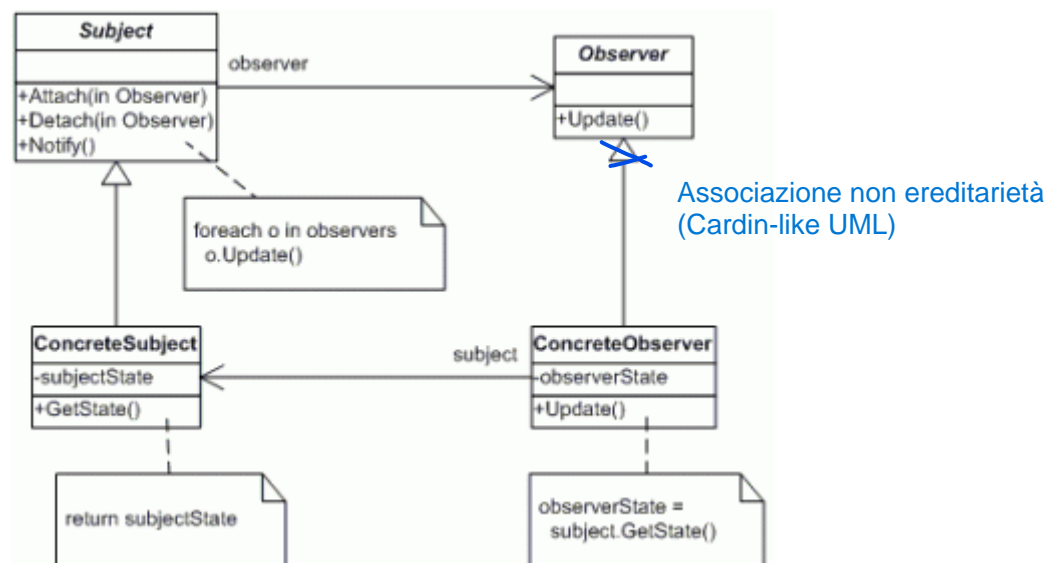 Subject
+Attach(in Observer)
+Detach(in Observer)
+Notify()
observer
Observer
+Update()
Associazione non ereditarietà
(Cardin-like UML)
foreach o in observers
o.Update()
ConcreteSubject
-subjectState
+GetState()
subject
ConcreteObserver
-observerState
+Update()
return subjectState
observerState =
subject.GetState()